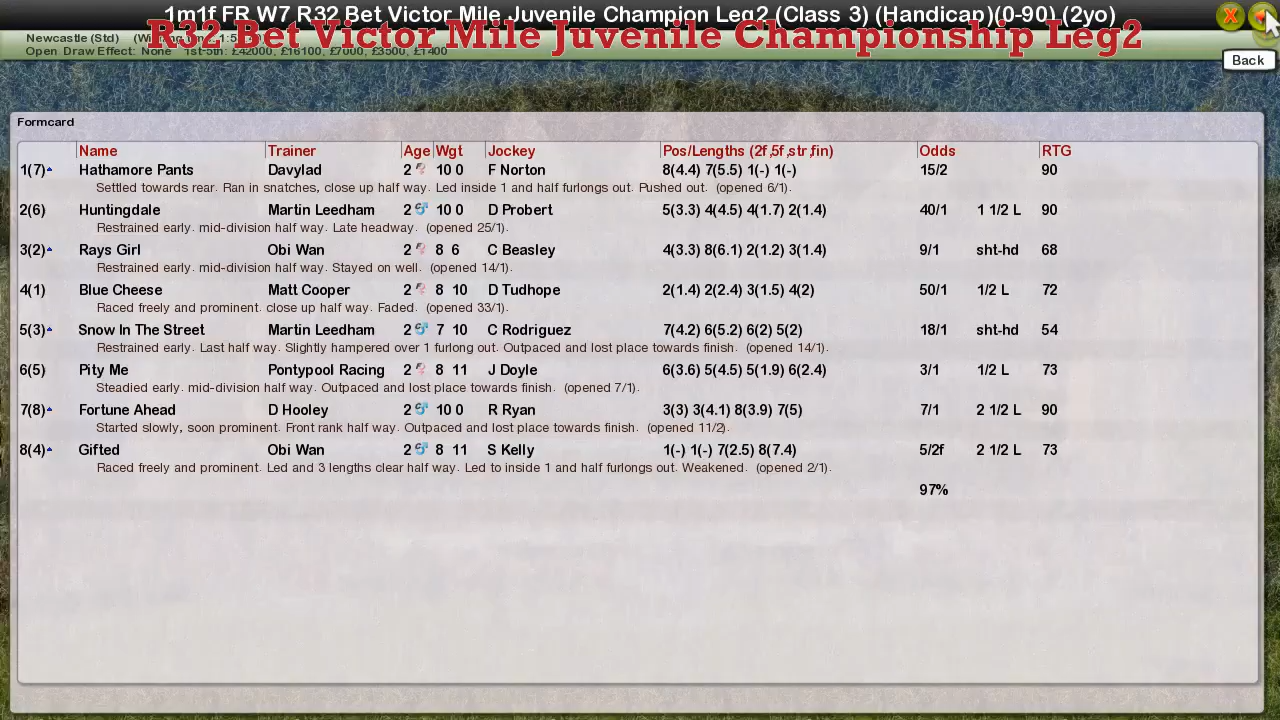 1m1f FR W7 R32 Bet Victor Mile Juvenile Champion Leg2 (Class 3) (Handicap)(0-90) (2yo)
R32 Bet Victor Mile Juvenile Championship Leg2
Newcastle (Std)
Open Draw Effect: None 1st-5th: £42000, £16100, £7000, £3500, £1400
X
Back
Formcard
Name Trainer Age Wgt Jockey Pos/Lengths (2f,5f,str,fin) Odds RTG
1(7) Hathamore Pants Davylad 2 10 0 F Norton 8(4.4) 7(5.5) 1(-) 1(-) 15/2 90
Settled towards rear. Ran in snatches, close up half way. Led inside 1 and half furlongs out. Pushed out. (opened 6/1).
2(6) Huntingdale Martin Leedham 2 10 0 D Probert 5(3.3) 4(4.5) 4(1.7) 2(1.4) 40/1 1 1/2 L 90
Restrained early. mid-division half way. Late headway. (opened 25/1).
3(2) Rays Girl Obi Wan 2 8 6 C Beasley 4(3.3) 8(6.1) 2(1.2) 3(1.4) 9/1 sht-hd 68
Restrained early. mid-division half way. Stayed on well. (opened 14/1).
4(1) Blue Cheese Matt Cooper 2 8 10 D Tudhope 2(1.4) 2(2.4) 3(1.5) 4(2) 50/1 1/2 L 72
Raced freely and prominent. close up half way. Faded. (opened 33/1).
5(3) Snow In The Street Martin Leedham 2 7 10 C Rodriguez 7(4.2) 6(5.2) 6(2) 5(2) 18/1 sht-hd 54
Restrained early. Last half way. Slightly hampered over 1 furlong out. Outpaced and lost place towards finish. (opened 14/1).
6(5) Pity Me Pontypool Racing 2 8 11 J Doyle 6(3.6) 5(4.5) 5(1.9) 6(2.4) 3/1 1/2 L 73
Steadied early. mid-division half way. Outpaced and lost place towards finish. (opened 7/1).
7(8) Fortune Ahead D Hooley 2 10 0 R Ryan 3(3) 3(4.1) 8(3.9) 7(5) 7/1 2 1/2 L 90
Started slowly, soon prominent. Front rank half way. Outpaced and lost place towards finish. (opened 11/2).
8(4) Gifted Obi Wan 2 8 11 S Kelly 1(-) 1(-) 7(2.5) 8(7.4) 5/2f 2 1/2 L 73
Raced freely and prominent. Led and 3 lengths clear half way. Led to inside 1 and half furlongs out. Weakened. (opened 2/1).
97%